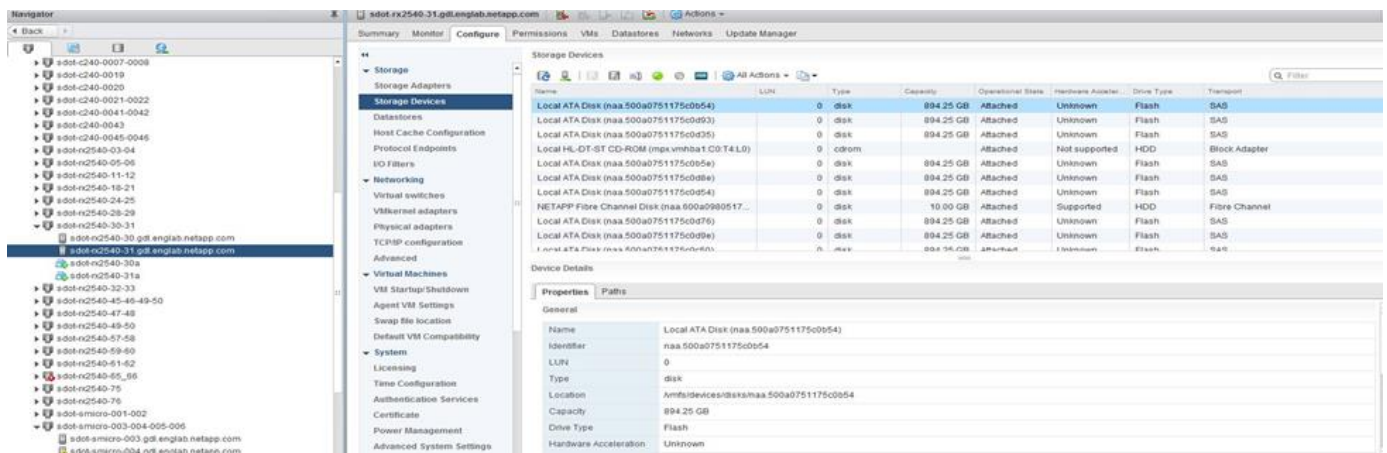 Navigator
Back
sdot-c240-0007-0008
sdot-c240-0019
sdot-c240-0020
sdot-c240-0021-0022
sdot-c240-0041-0042
sdot-c240-0043
sdot-c240-0045-0046
sdot-rx2540-03-04
sdot-rx2540-05-06
sdot-rx2540-11-12
sdot-rx2540-18-21
sdot-rx2540-24-25
sdot-rx2540-28-29
sdot-rx2540-30-31
sdot-rx2540-30.gdl.englab.netapp.com
sdot-rx2540-31.gdl.englab.netapp.com
sdot-rx2540-30a
sdot-rx2540-31a
sdot-rx2540-32-33
sdot-rx2540-45-46-49-50
sdot-rx2540-47-48
sdot-rx2540-49-50
sdot-rx2540-57-58
sdot-rx2540-59-60
sdot-rx2540-61-62
sdot-rx2540-65_66
sdot-rx2540-75
sdot-rx2540-76
sdot-smicro-001-002
sdot-smicro-003-004-005-006
sdot-smicro-003.gdl.englab.netapp.com
sdot-smicro-004.gdl.englab.netapp.com
sdot-rx2540-31.gdl.englab.netapp.com Actions
Summary Monitor Configure Permissions VMs Datastores Networks Update Manager
Storage
Storage Adapters
Storage Devices
Datastores
Host Cache Configuration
Protocol Endpoints
I/O Filters
Networking
Virtual switches
VMkernel adapters
Physical adapters
TCP/IP configuration
Advanced
Virtual Machines
VM Startup/Shutdown
Agent VM Settings
Swap file location
Default VM Compatibility
System
Licensing
Time Configuration
Authentication Services
Certificate
Power Management
Advanced System Settings
Storage Devices
All Actions Filter
Name LUN Type Capacity Operational State Hardware Acceler... Drive Type Transport
Local ATA Disk (naa.500a0751175c0b54) 0 disk 894.25 GB Attached Unknown Flash SAS
Local ATA Disk (naa.500a0751175c0d93) 0 disk 894.25 GB Attached Unknown Flash SAS
Local ATA Disk (naa.500a0751175c0d35) 0 disk 894.25 GB Attached Unknown Flash SAS
Local HL-DT-ST CD-ROM (mpx.vmhba1:C0:T4:L0) 0 cdrom Attached Not supported HDD Block Adapter
Local ATA Disk (naa.500a0751175c0b5e) 0 disk 894.25 GB Attached Unknown Flash SAS
Local ATA Disk (naa.500a0751175c0d8e) 0 disk 894.25 GB Attached Unknown Flash SAS
Local ATA Disk (naa.500a0751175c0d54) 0 disk 894.25 GB Attached Unknown Flash SAS
NETAPP Fibre Channel Disk (naa.600a0980517... 0 disk 10.00 GB Attached Supported HDD Fibre Channel
Local ATA Disk (naa.500a0751175c0d76) 0 disk 894.25 GB Attached Unknown Flash SAS
Local ATA Disk (naa.500a0751175c0d9e) 0 disk 894.25 GB Attached Unknown Flash SAS
Local ATA Disk 0 disk 894.25 GB Attached Unknown Flash SAS
Device Details
Properties Paths
General
Name Local ATA Disk (naa.500a0751175c0b54)
Identifier naa.500a0751175c0b54
LUN 0
Type disk
Location /vmfs/devices/disks/naa.500a0751175c0b54
Capacity 894.25 GB
Drive Type Flash
Hardware Acceleration Unknown